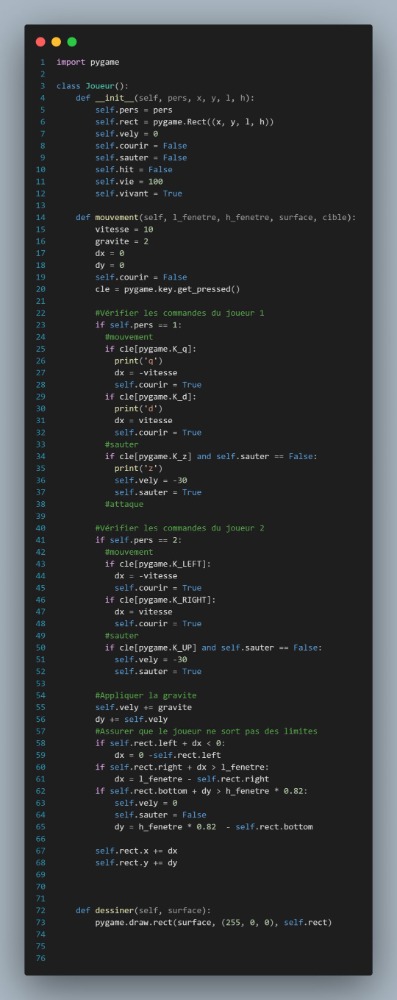 1 import pygame
2
3 class Joueur():
4     def __init__(self, pers, x, y, l, h):
5         self.pers = pers
6         self.rect = pygame.Rect((x, y, l, h))
7         self.vely = 0
8         self.courir = False
9         self.sauter = False
10         self.hit = False
11         self.vie = 100
12         self.vivant = True
13
14     def mouvement(self, l_fenetre, h_fenetre, surface, cible):
15         vitesse = 10
16         gravite = 2
17         dx = 0
18         dy = 0
19         self.courir = False
20         cle = pygame.key.get_pressed()
21
22         #Vérifier les commandes du joueur 1
23         if self.pers == 1:
24           #mouvement
25           if cle[pygame.K_q]:
26             print('q')
27             dx = -vitesse
28             self.courir = True
29           if cle[pygame.K_d]:
30             print('d')
31             dx = vitesse
32             self.courir = True
33           #sauter
34           if cle[pygame.K_z] and self.sauter == False:
35             print('z')
36             self.vely = -30
37             self.sauter = True
38           #attaque
39
40         #Vérifier les commandes du joueur 2
41         if self.pers == 2:
42           #mouvement
43           if cle[pygame.K_LEFT]:
44             dx = -vitesse
45             self.courir = True
46           if cle[pygame.K_RIGHT]:
47             dx = vitesse
48             self.courir = True
49           #sauter
50           if cle[pygame.K_UP] and self.sauter == False:
51             self.vely = -30
52             self.sauter = True
53
54         #Appliquer la gravite
55         self.vely += gravite
56         dy += self.vely
57         #Assurer que le joueur ne sort pas des limites
58         if self.rect.left + dx < 0:
59             dx = 0 -self.rect.left
60         if self.rect.right + dx > l_fenetre:
61             dx = l_fenetre - self.rect.right
62         if self.rect.bottom + dy > h_fenetre * 0.82:
63             self.vely = 0
64             self.sauter = False
65             dy = h_fenetre * 0.82  - self.rect.bottom
66
67         self.rect.x += dx
68         self.rect.y += dy
69
70
71
72     def dessiner(self, surface):
73         pygame.draw.rect(surface, (255, 0, 0), self.rect)
74
75
76